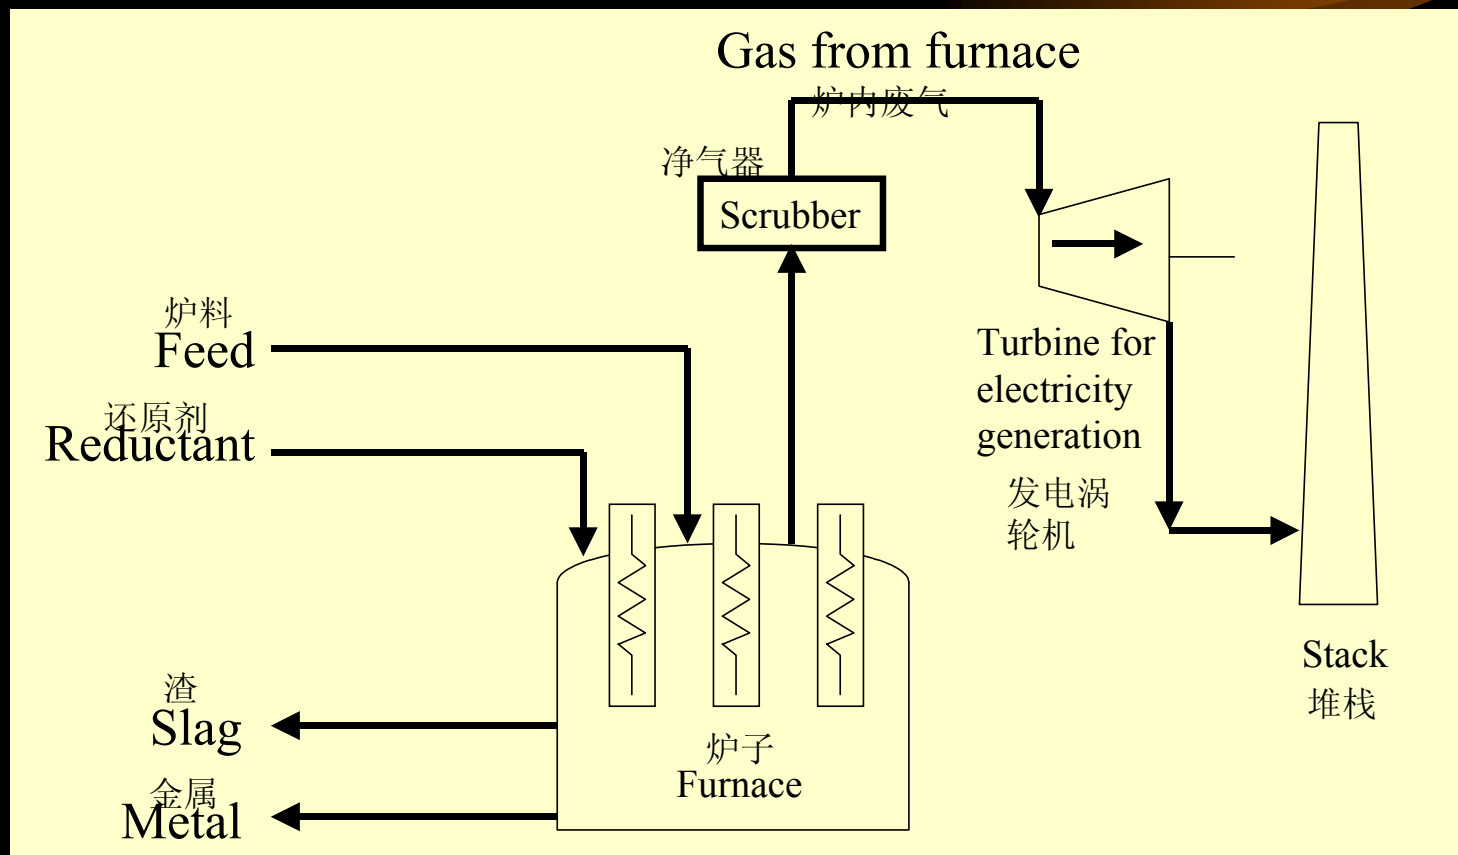 Gas from furnace
炉内废气
净气器
Scrubber
炉料
Feed
还原剂
Reductant
Turbine for
electricity
generation
发电涡
轮机
Stack
堆栈
渣
Slag
炉子
Furnace
金属
Metal